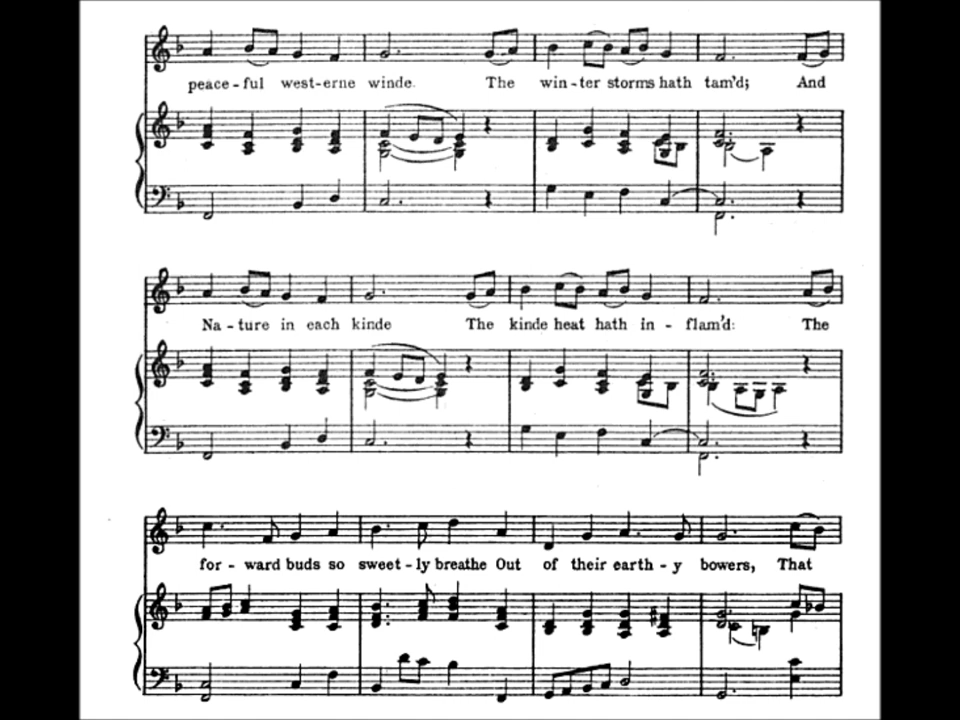 peace-ful west-erne winde. The win-ter storms hath tam'd; And
Na-ture in each kinde The kinde heat hath in-flam'd: The
for-ward buds so sweet-ly breathe Out of their earth-y bowers, That